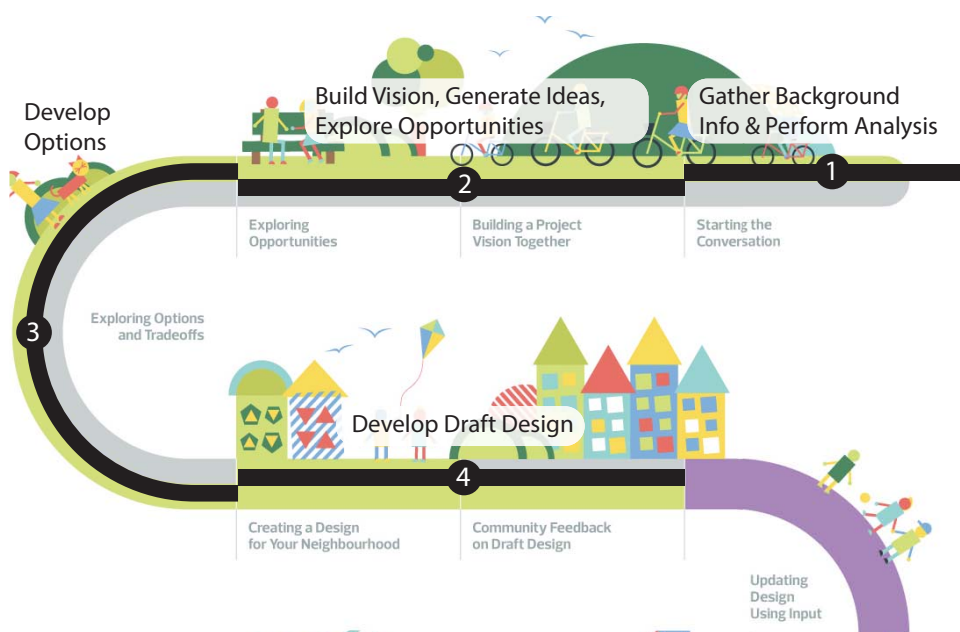 Build Vision, Generate Ideas,
Explore Opportunities
Gather Background
Info & Perform Analysis
Develop
Options
1
2
Exploring
Opportunities
Building a Project
Vision Together
Starting the
Conversation
3
Exploring Options
and Tradeoffs
Develop Draft Design
4
Creating a Design
for Your Neighbourhood
Community Feedback
on Draft Design
Updating
Design
Using Input